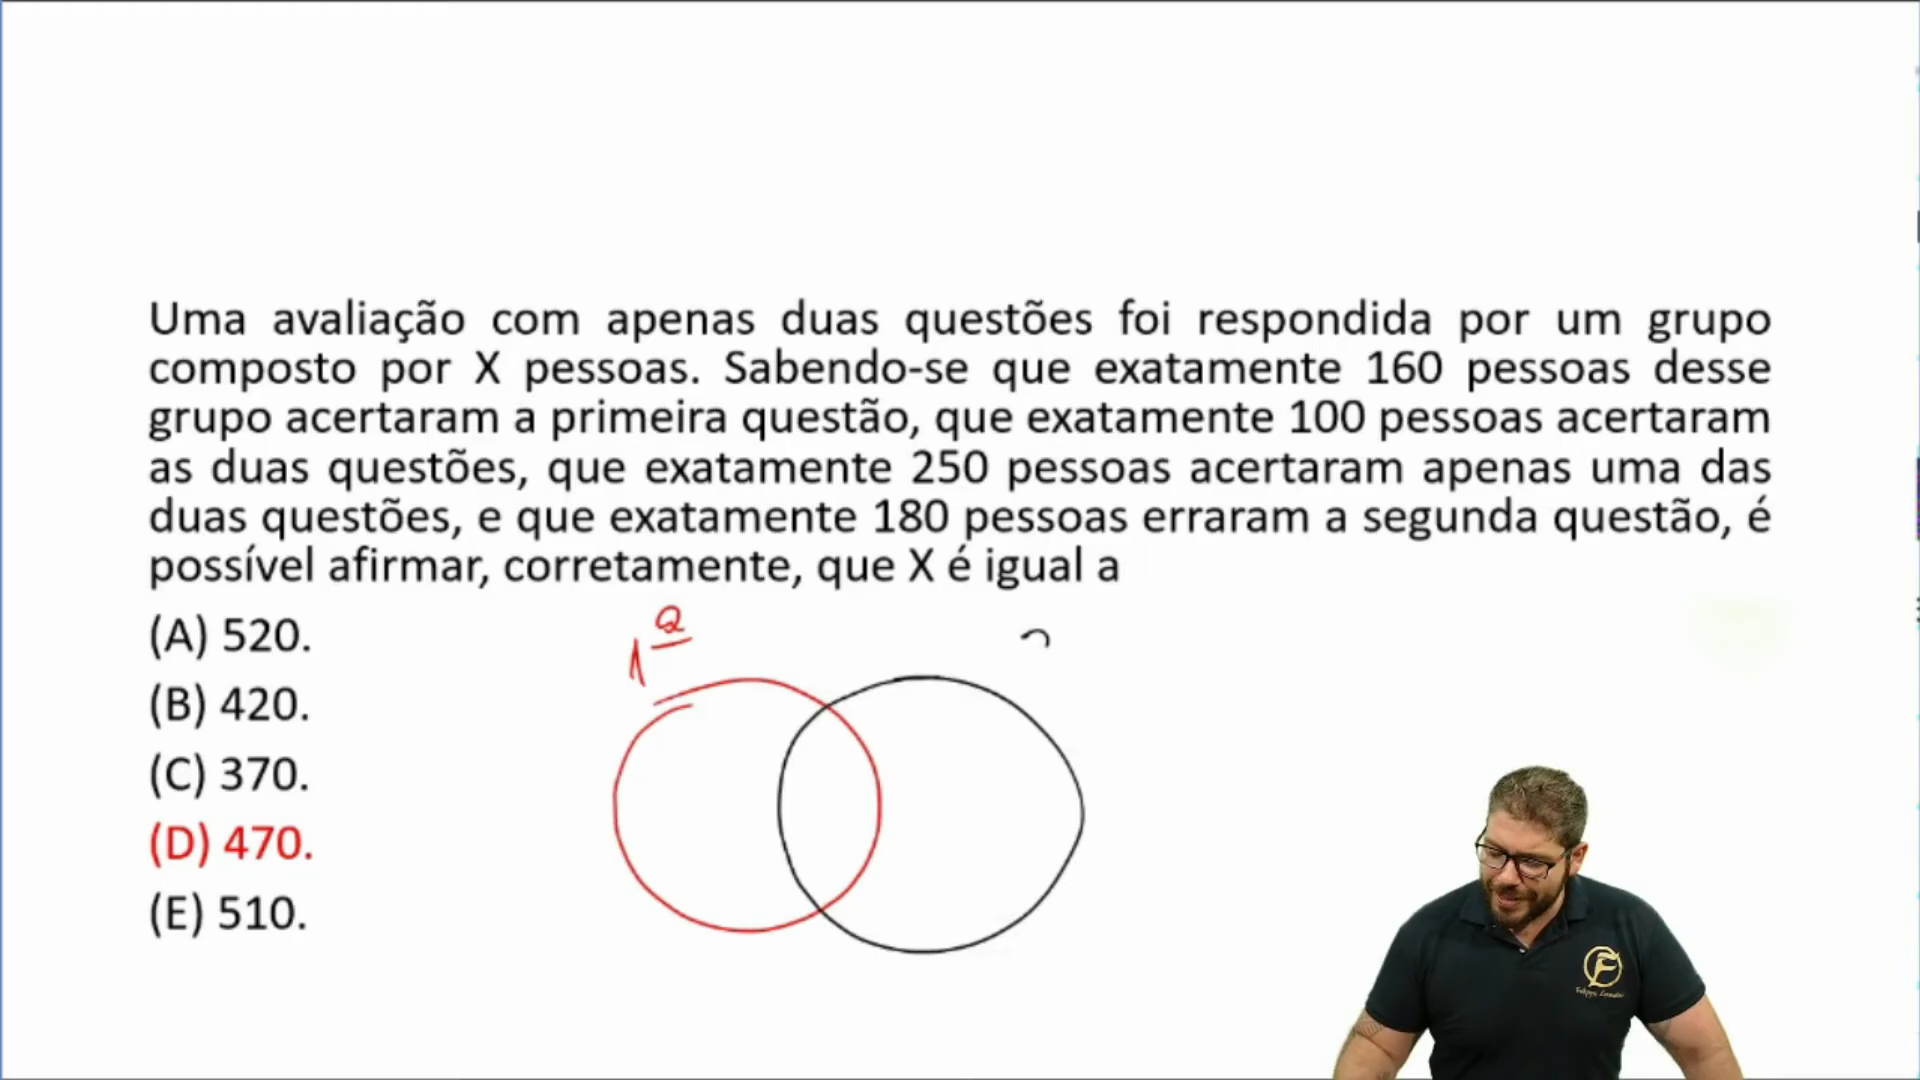 Uma avaliação com apenas duas questões foi respondida por um grupo
composto por X pessoas. Sabendo-se que exatamente 160 pessoas desse
grupo acertaram a primeira questão, que exatamente 100 pessoas acertaram
as duas questões, que exatamente 250 pessoas acertaram apenas uma das
duas questões, e que exatamente 180 pessoas erraram a segunda questão, é
possível afirmar, corretamente, que X é igual a
(A) 520.
(B) 420.
(C) 370.
(D) 470.
(E) 510.
1ª